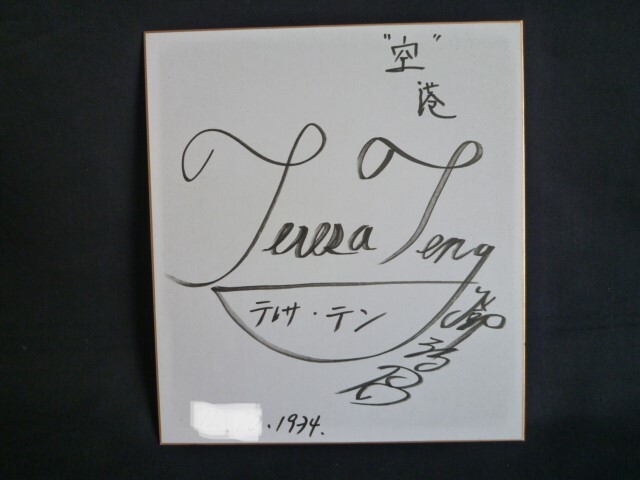 "空"
港
Teresa Teng
テレサ・テン
鄧麗君
.1974.